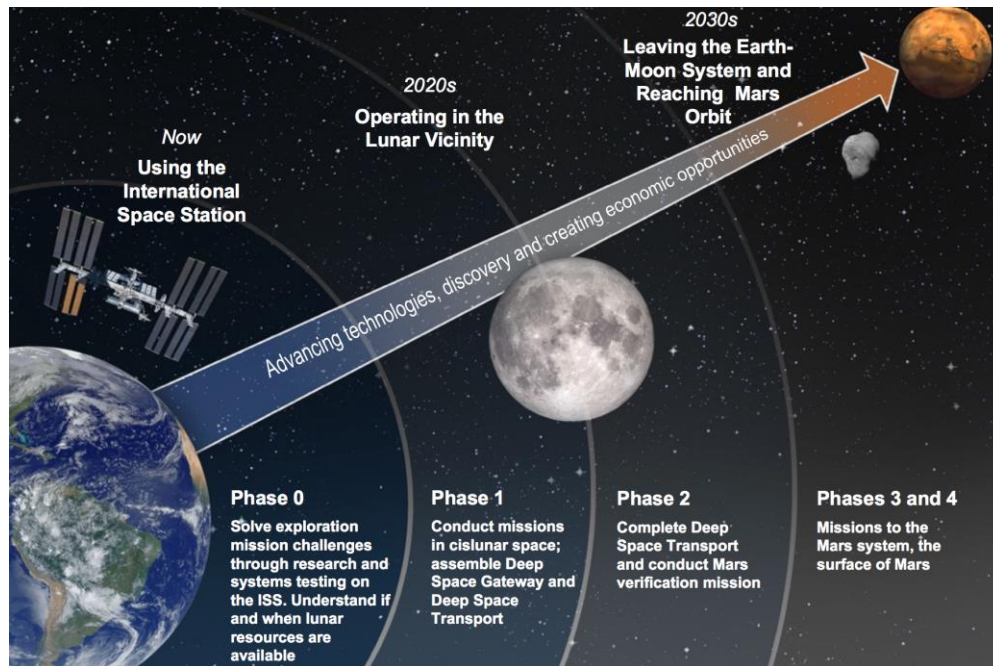 Now
Using the
International
Space Station
2020s
Operating in the
Lunar Vicinity
2030s
Leaving the Earth-
Moon System and
Reaching Mars
Orbit
Advancing technologies, discovery and creating economic opportunities
Phase 0
Solve exploration
mission challenges
through research and
systems testing on
the ISS. Understand if
and when lunar
resources are
available
Phase 1
Conduct missions
in cislunar space;
assemble Deep
Space Gateway and
Deep Space
Transport
Phase 2
Complete Deep
Space Transport
and conduct Mars
verification mission
Phases 3 and 4
Missions to the
Mars system, the
surface of Mars